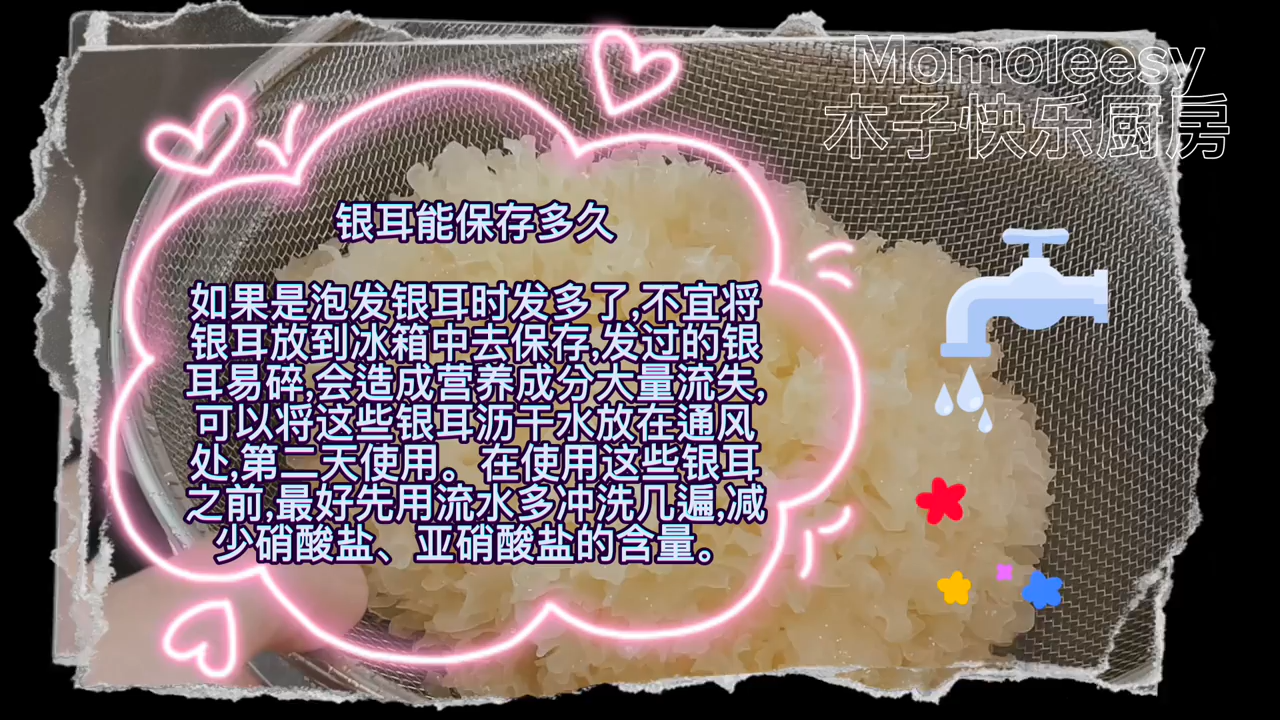 Momoleesy
木子快乐厨房
银耳能保存多久
如果是泡发银耳时发多了,不宜将
银耳放到冰箱中去保存,发过的银
耳易碎,会造成营养成分大量流失,
可以将这些银耳沥干水放在通风
处,第二天使用。在使用这些银耳
之前,最好先用流水多冲洗几遍,减
少硝酸盐、亚硝酸盐的含量。